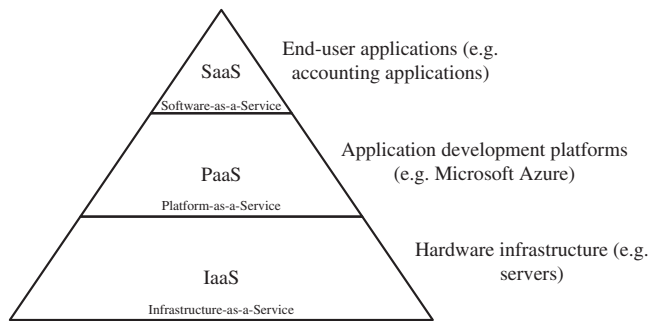 End-user applications (e.g.
accounting applications)
SaaS
Software-as-a-Service
Application development platforms
(e.g. Microsoft Azure)
PaaS
Platform-as-a-Service
Hardware infrastructure (e.g.
servers)
IaaS
Infrastructure-as-a-Service